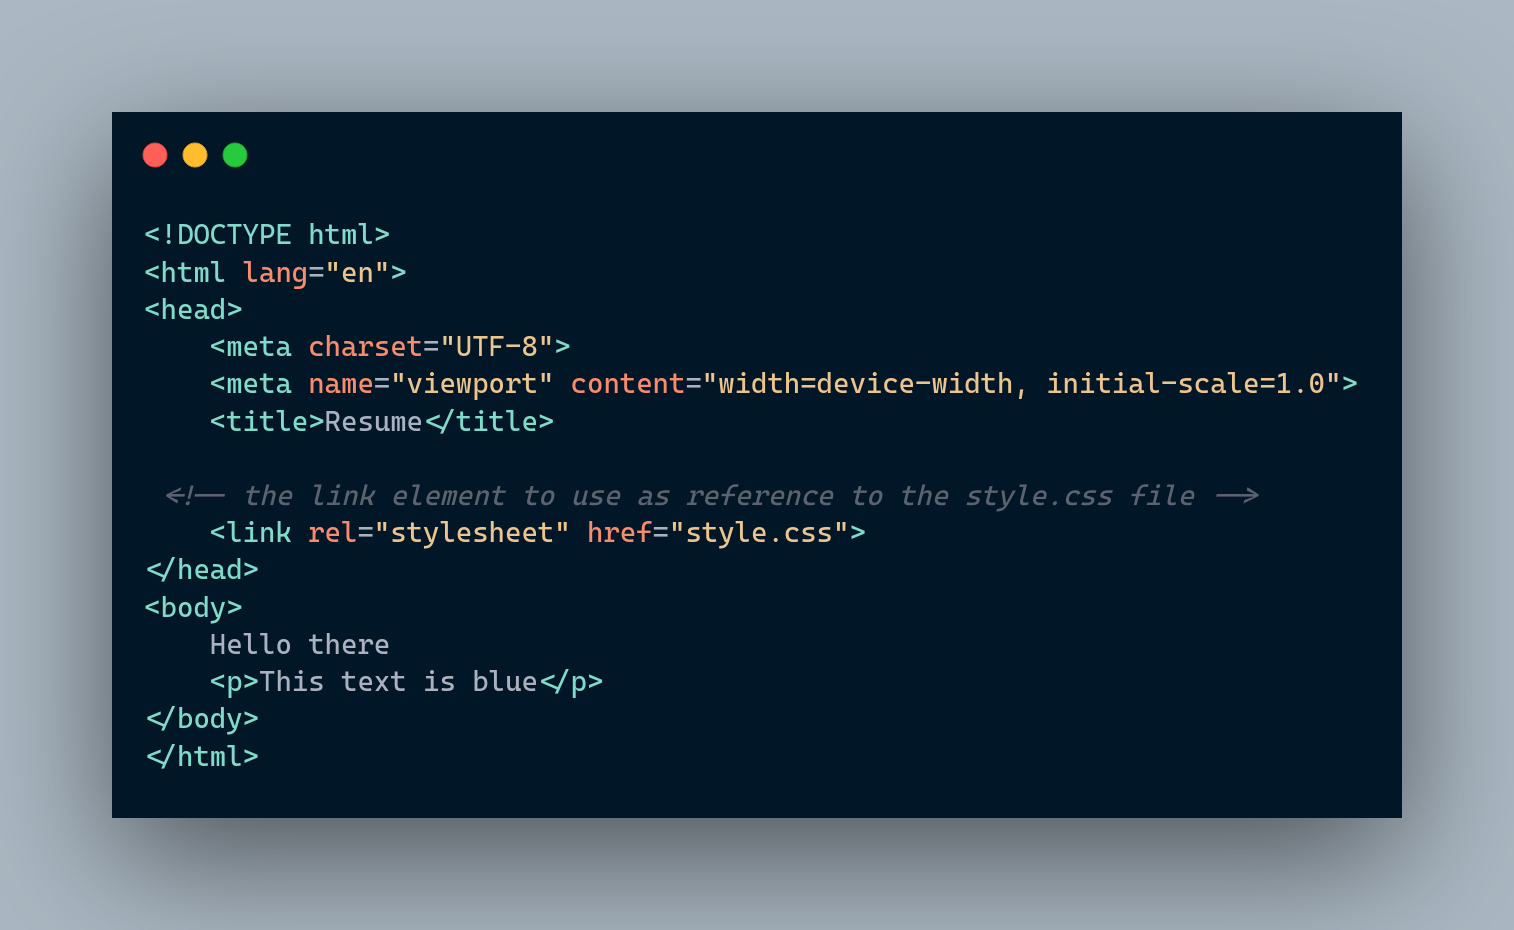 <!DOCTYPE html>
<html lang="en">
<head>
    <meta charset="UTF-8">
    <meta name="viewport" content="width=device-width, initial-scale=1.0">
    <title>Resume</title>

 <!-- the link element to use as reference to the style.css file -->
    <link rel="stylesheet" href="style.css">
</head>
<body>
    Hello there
    <p>This text is blue</p>
</body>
</html>